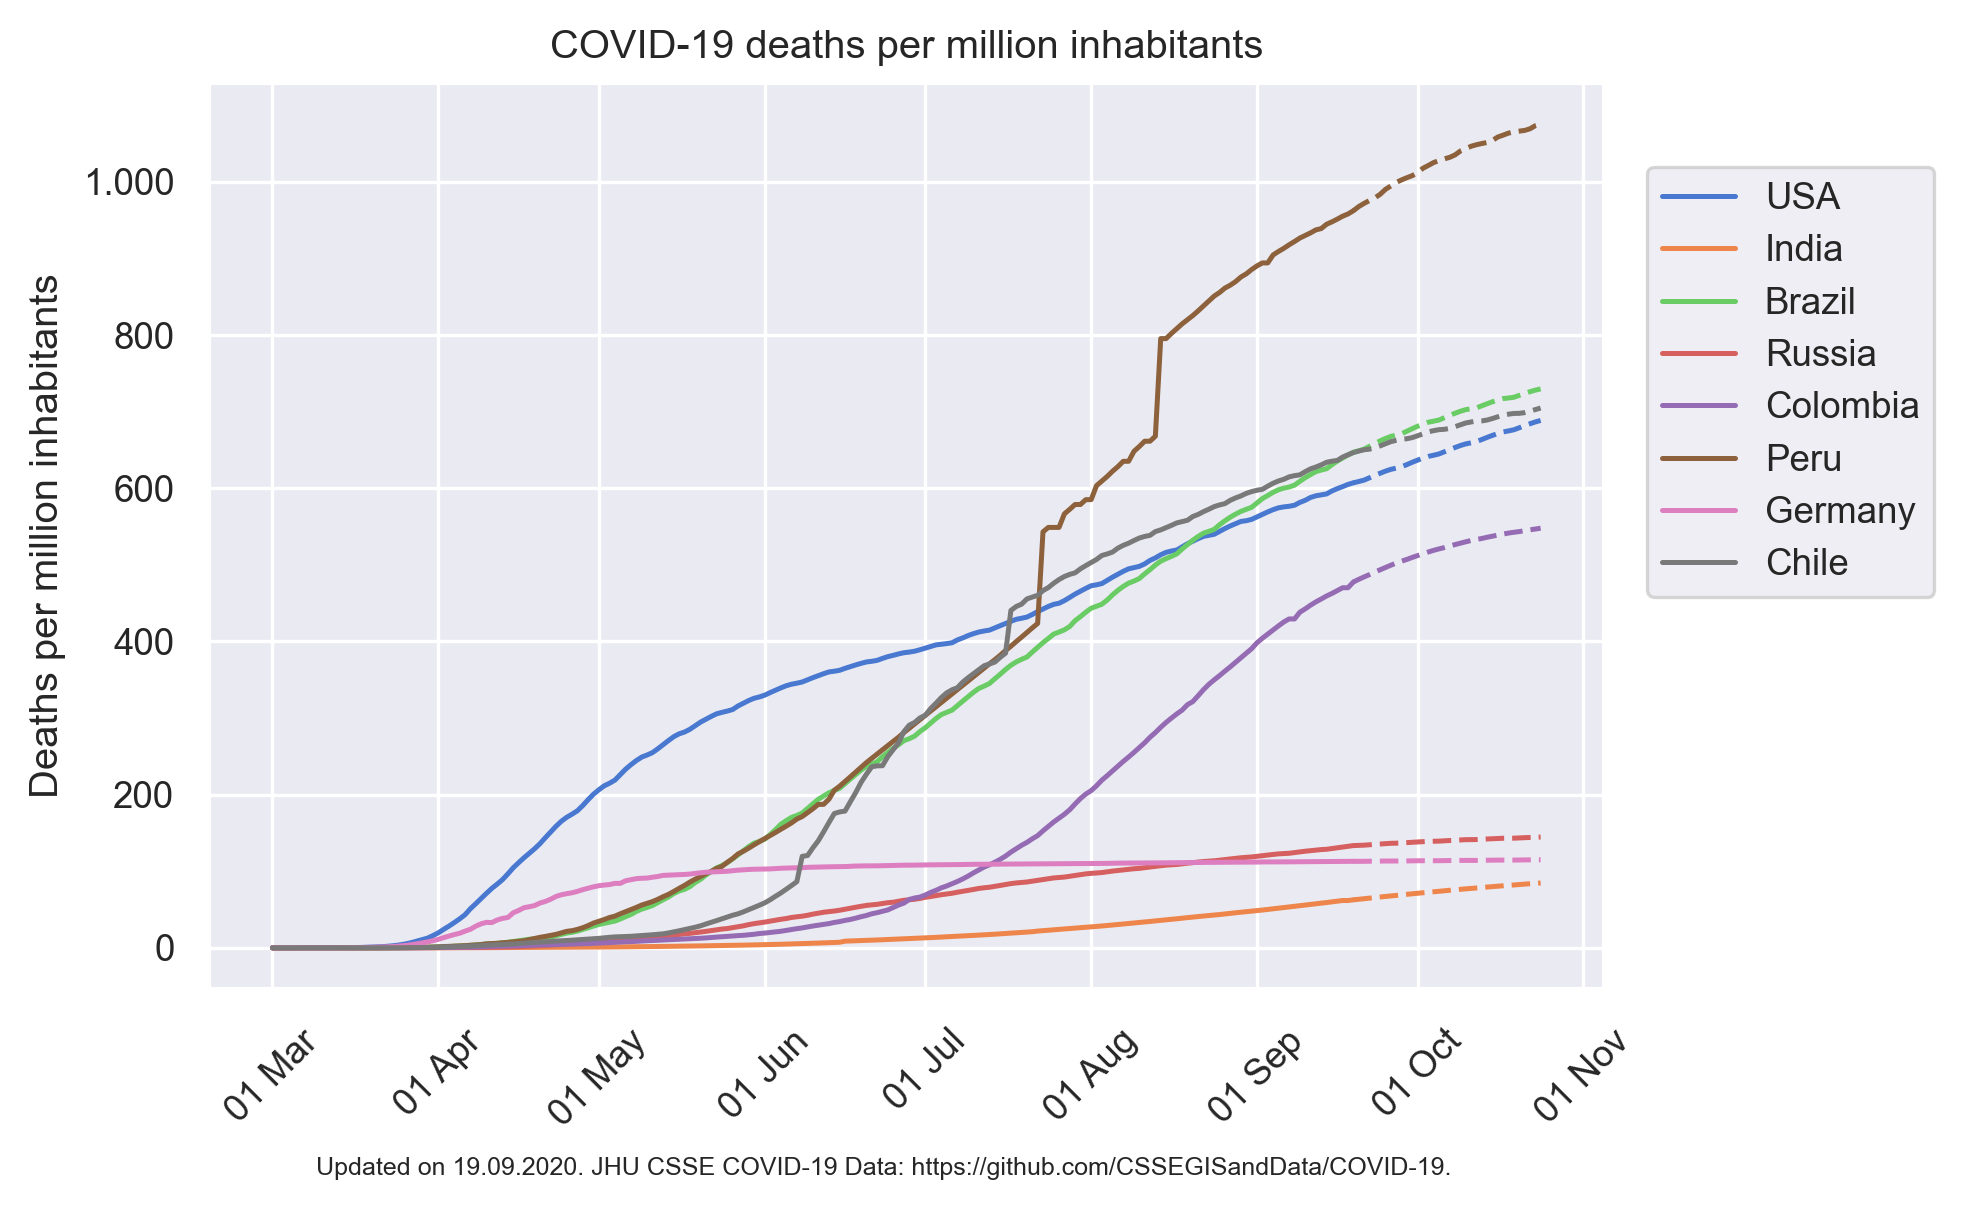 COVID-19 deaths per million inhabitants
Deaths per million inhabitants
1.000
800
600
400
200
0
01 Mar
01 Apr
01 May
01 Jun
01 Jul
01 Aug
01 Sep
01 Oct
01 Nov
USA
India
Brazil
Russia
Colombia
Peru
Germany
Chile
Updated on 19.09.2020. JHU CSSE COVID-19 Data: https://github.com/CSSEGISandData/COVID-19.